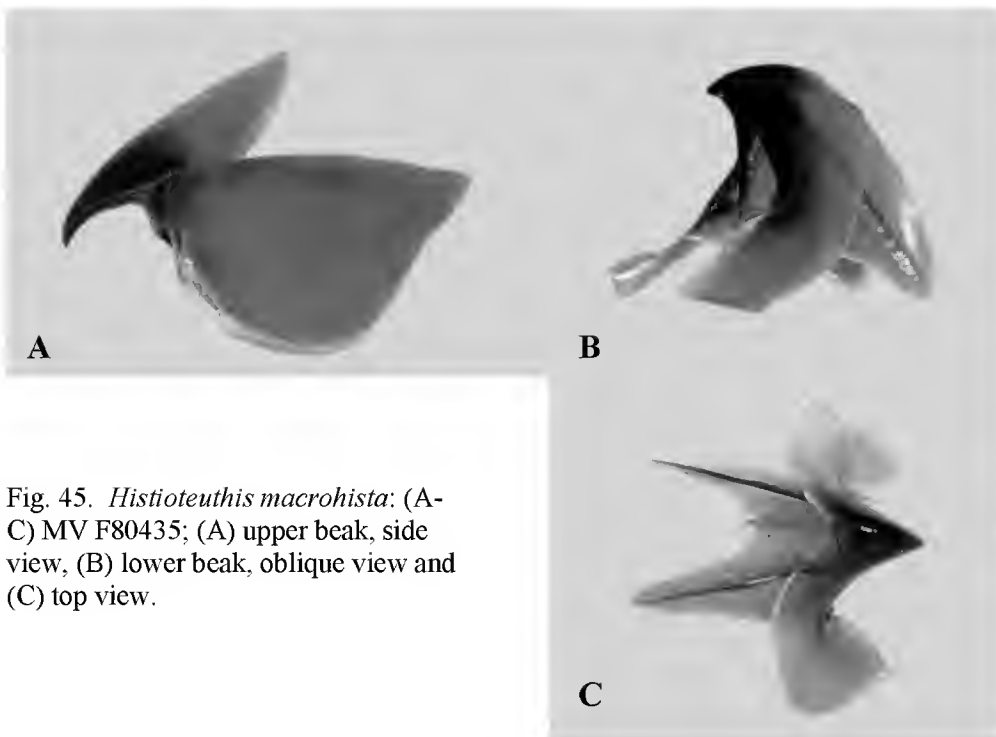 A
B
Fig. 45. Histioteuthis macrohista: (A-
C) MV F80435; (A) upper beak, side
view, (B) lower beak, oblique view and
(C) top view.
C